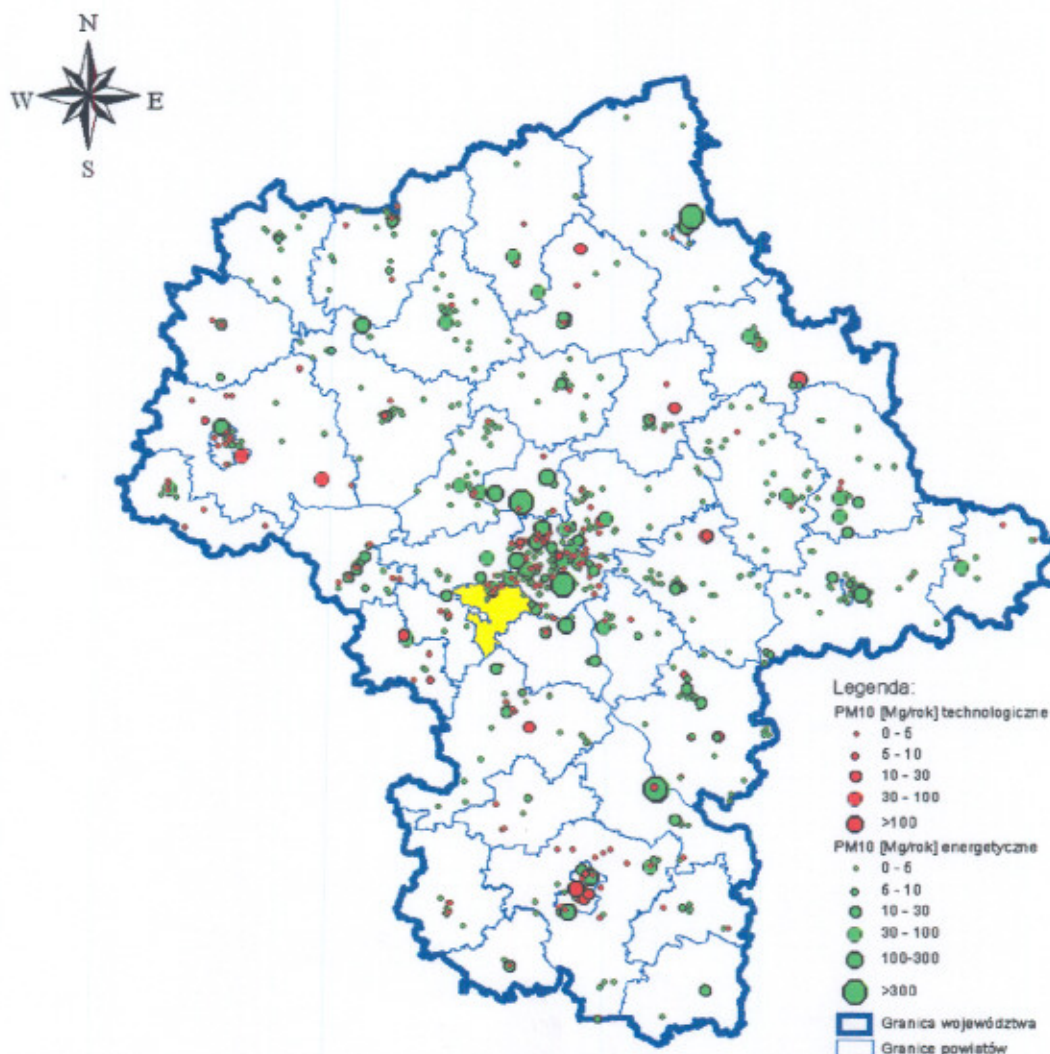 N
W E
S
Legenda:
PM10 [Mg/rok] technologiczne
0 - 5
5 - 10
10 - 30
30 - 100
>100
PM10 [Mg/rok] energetyczne
0 - 5
5 - 10
10 - 30
30 - 100
100-300
>300
Granica województwa
Granice powiatów